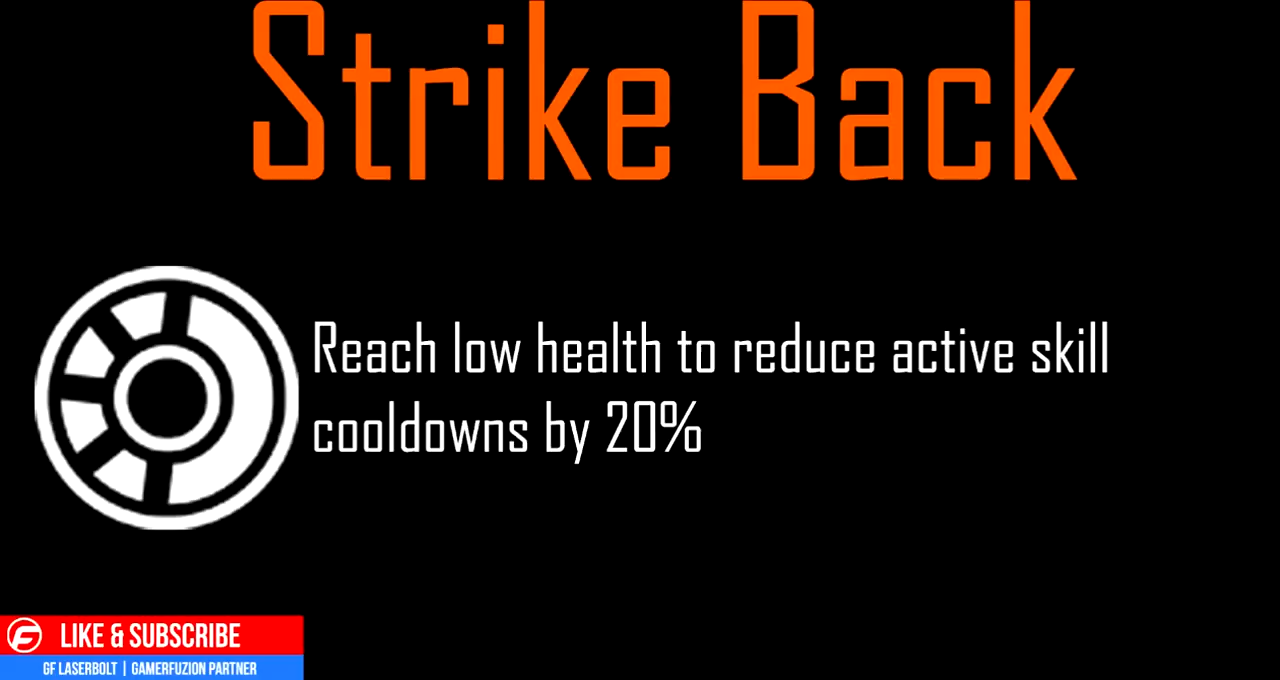 Strike Back
Reach low health to reduce active skill
cooldowns by 20%
LIKE & SUBSCRIBE
GF LASERBOLT | GAMERFUZION PARTNER